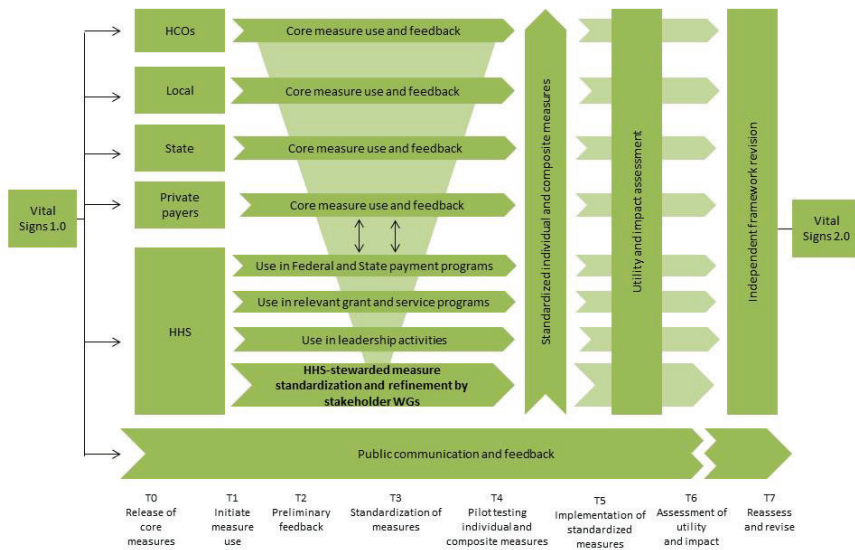 HCOs
Core measure use and feedback
Local
Core measure use and feedback
State
Core measure use and feedback
Private
payers
Core measure use and feedback
Vital
Signs 1.0
HHS
Use in Federal and State payment programs
Use in relevant grant and service programs
Use in leadership activities
HHS-stewarded measure
standardization and refinement by
stakeholder WGs
Standardized individual and composite measures
Utility and impact assessment
Independent framework revision
Vital
Signs 2.0
Public communication and feedback
T0
Release of
core
measures
T1
Initiate
measure
use
T2
Preliminary
feedback
T3
Standardization of
measures
T4
Pilot testing
individual and
composite measures
T5
Implementation of
standardized
measures
T6
Assessment of
utility
and impact
T7
Reassess
and revise